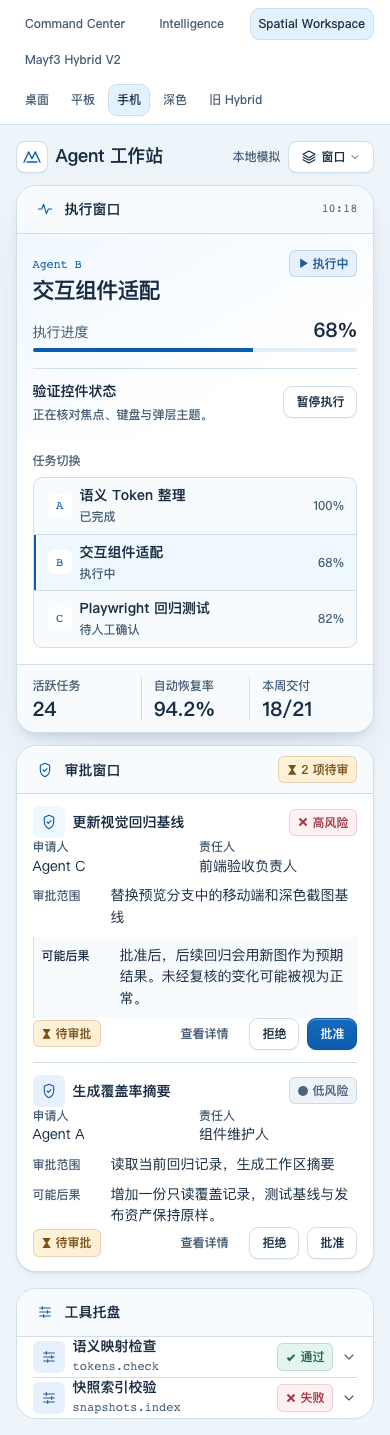 Command Center Intelligence Spatial Workspace
Mayf3 Hybrid V2
桌面 平板 手机 深色 旧 Hybrid
Agent 工作站 本地模拟 窗口
执行窗口 10:18
Agent B 执行中
交互组件适配
执行进度 68%
验证控件状态
正在核对焦点、键盘与弹层主题。
暂停执行
任务切换
A 语义 Token 整理 100%
已完成
B 交互组件适配 68%
执行中
C Playwright 回归测试 82%
待人工确认
活跃任务 自动恢复率 本周交付
24 94.2% 18/21
审批窗口 2 项待审
更新视觉回归基线 高风险
申请人 责任人
Agent C 前端验收负责人
审批范围 替换预览分支中的移动端和深色截图基
线
可能后果 批准后，后续回归会用新图作为预期
结果。未经复核的变化可能被视为正
常。
待审批 查看详情 拒绝 批准
生成覆盖率摘要 低风险
申请人 责任人
Agent A 组件维护人
审批范围 读取当前回归记录，生成工作区摘要
可能后果 增加一份只读覆盖记录，测试基线与发
布资产保持原样。
待审批 查看详情 拒绝 批准
工具托盘
语义映射检查 通过
tokens.check
快照索引校验 失败
snapshots.index